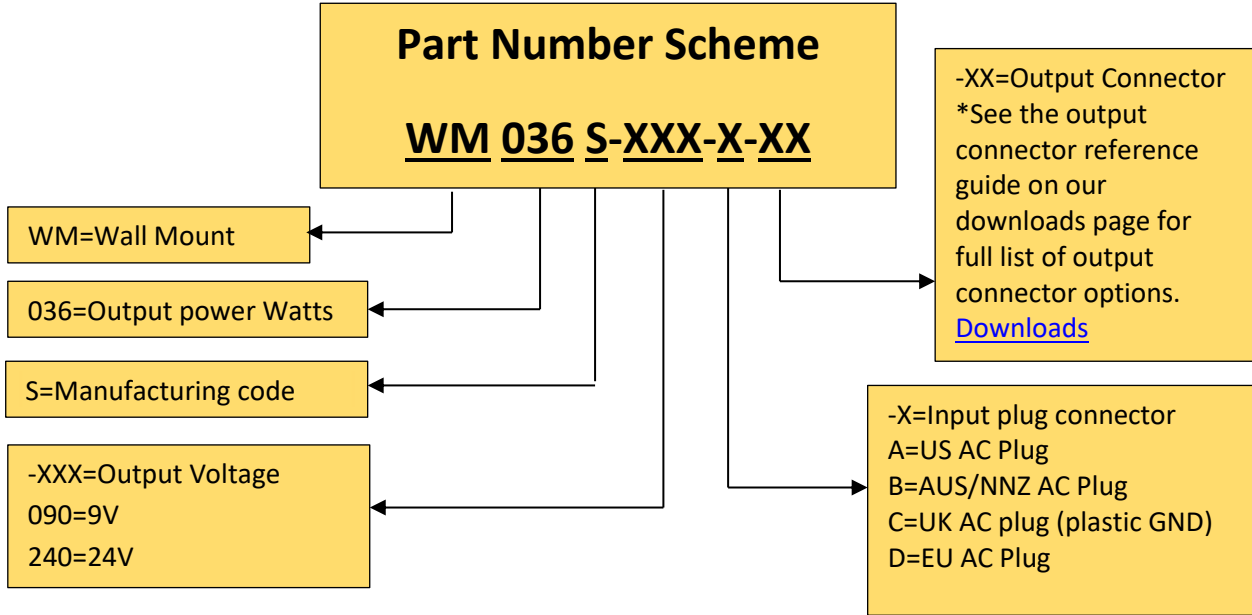 Part Number Scheme
WM 036 S-XXX-X-XX
WM=Wall Mount
036=Output power Watts
S=Manufacturing code
-XXX=Output Voltage
090=9V
240=24V
-XX=Output Connector
*See the output
connector reference
guide on our
downloads page for
full list of output
connector options.
Downloads
-X=Input plug connector
A=US AC Plug
B=AUS/NNZ AC Plug
C=UK AC plug (plastic GND)
D=EU AC Plug